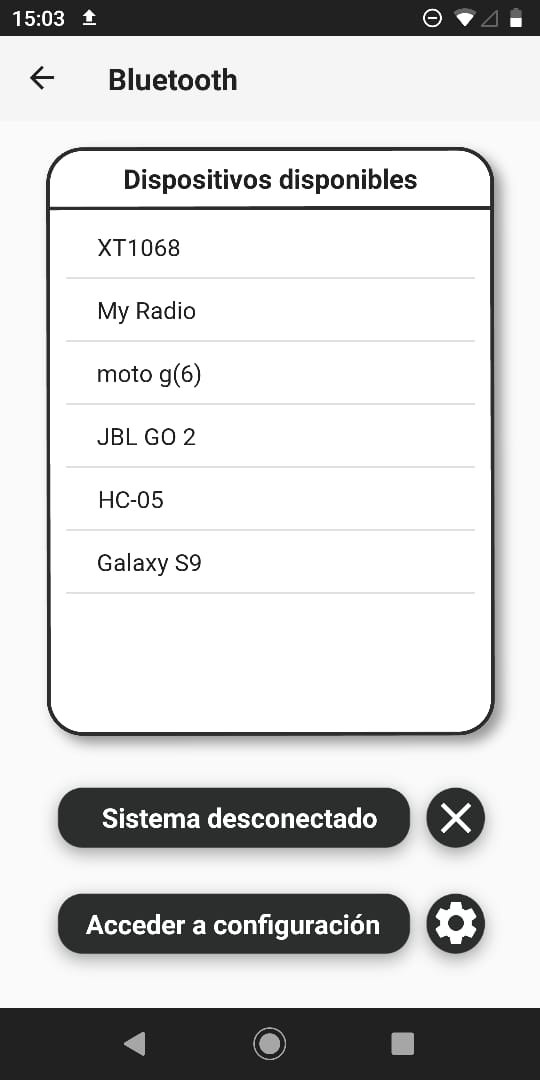 15:03
Bluetooth
Dispositivos disponibles
XT1068
My Radio
moto g(6)
JBL GO 2
HC-05
Galaxy S9
Sistema desconectado
Acceder a configuración